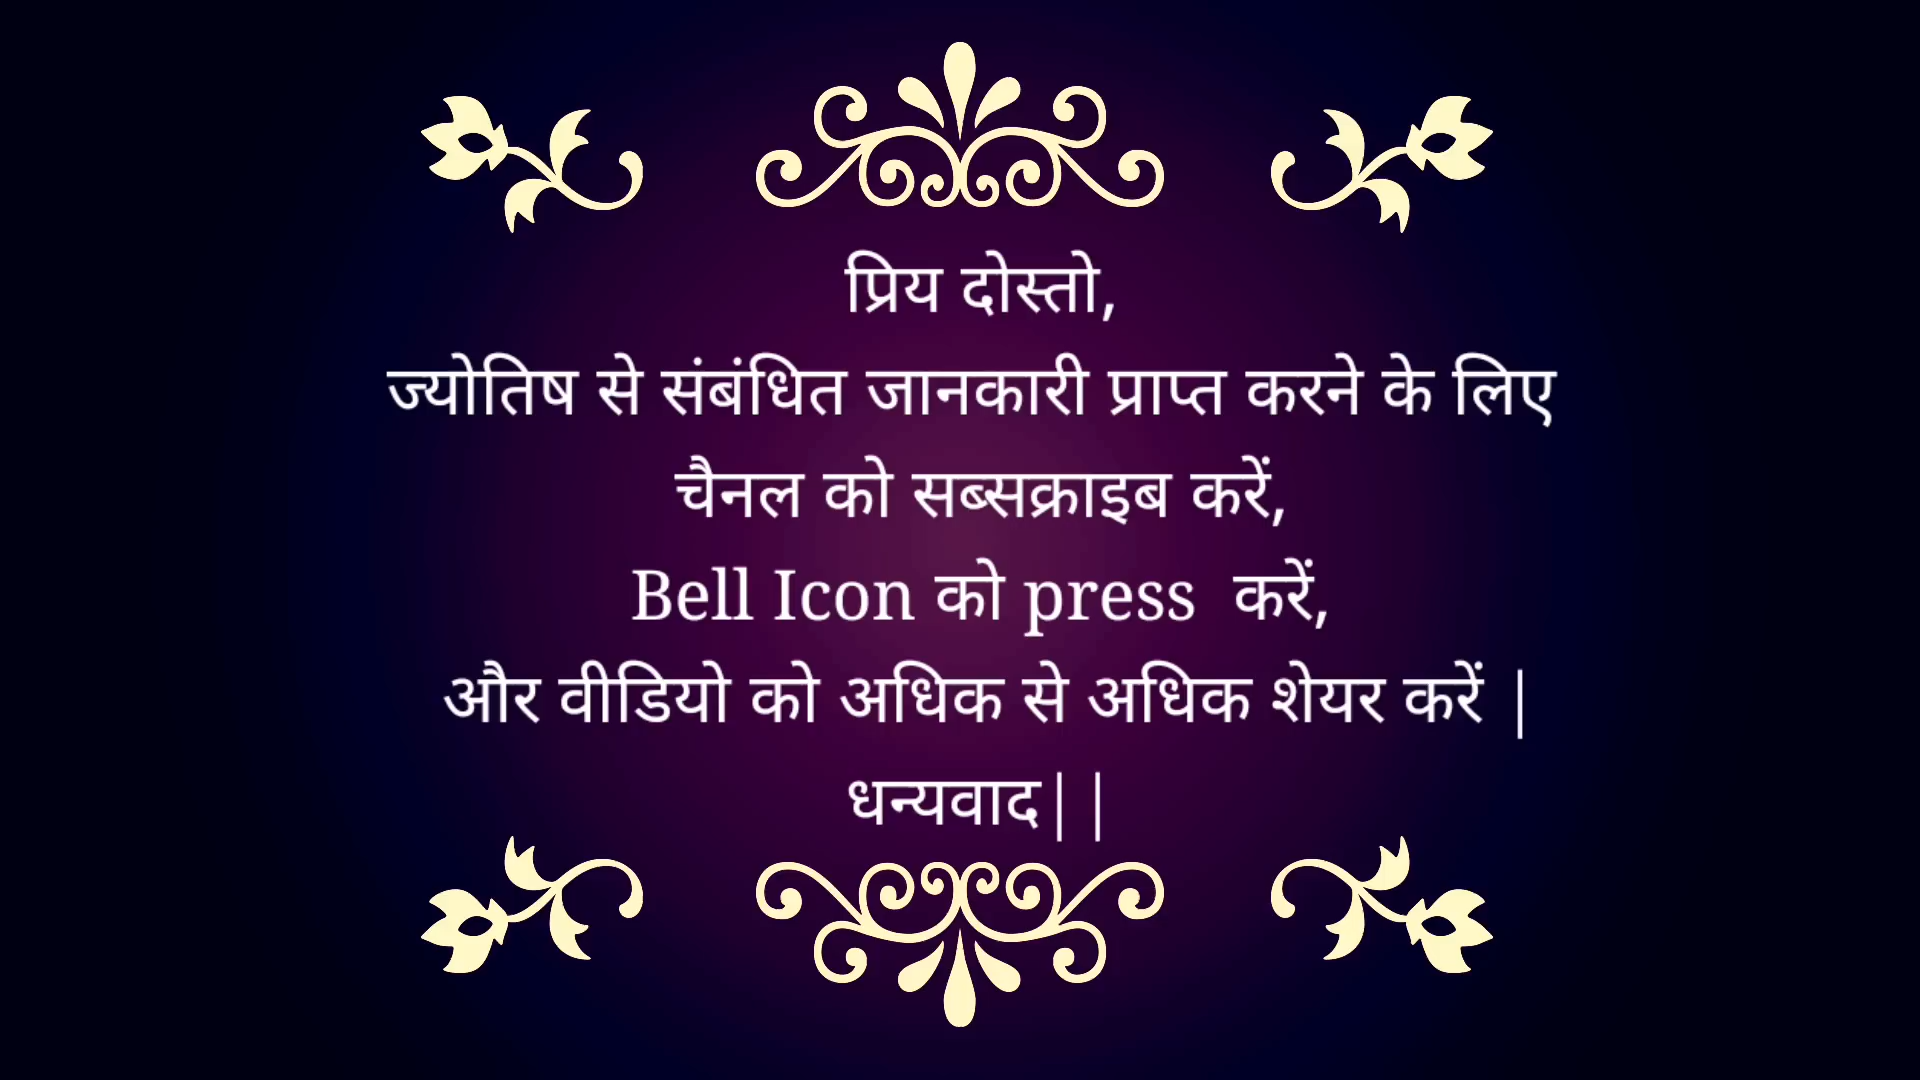 प्रिय दोस्तो,
ज्योतिष से संबंधित जानकारी प्राप्त करने के लिए
चैनल को सब्सक्राइब करें,
Bell Icon को press  करें,
और वीडियो को अधिक से अधिक शेयर करें |
धन्यवाद||